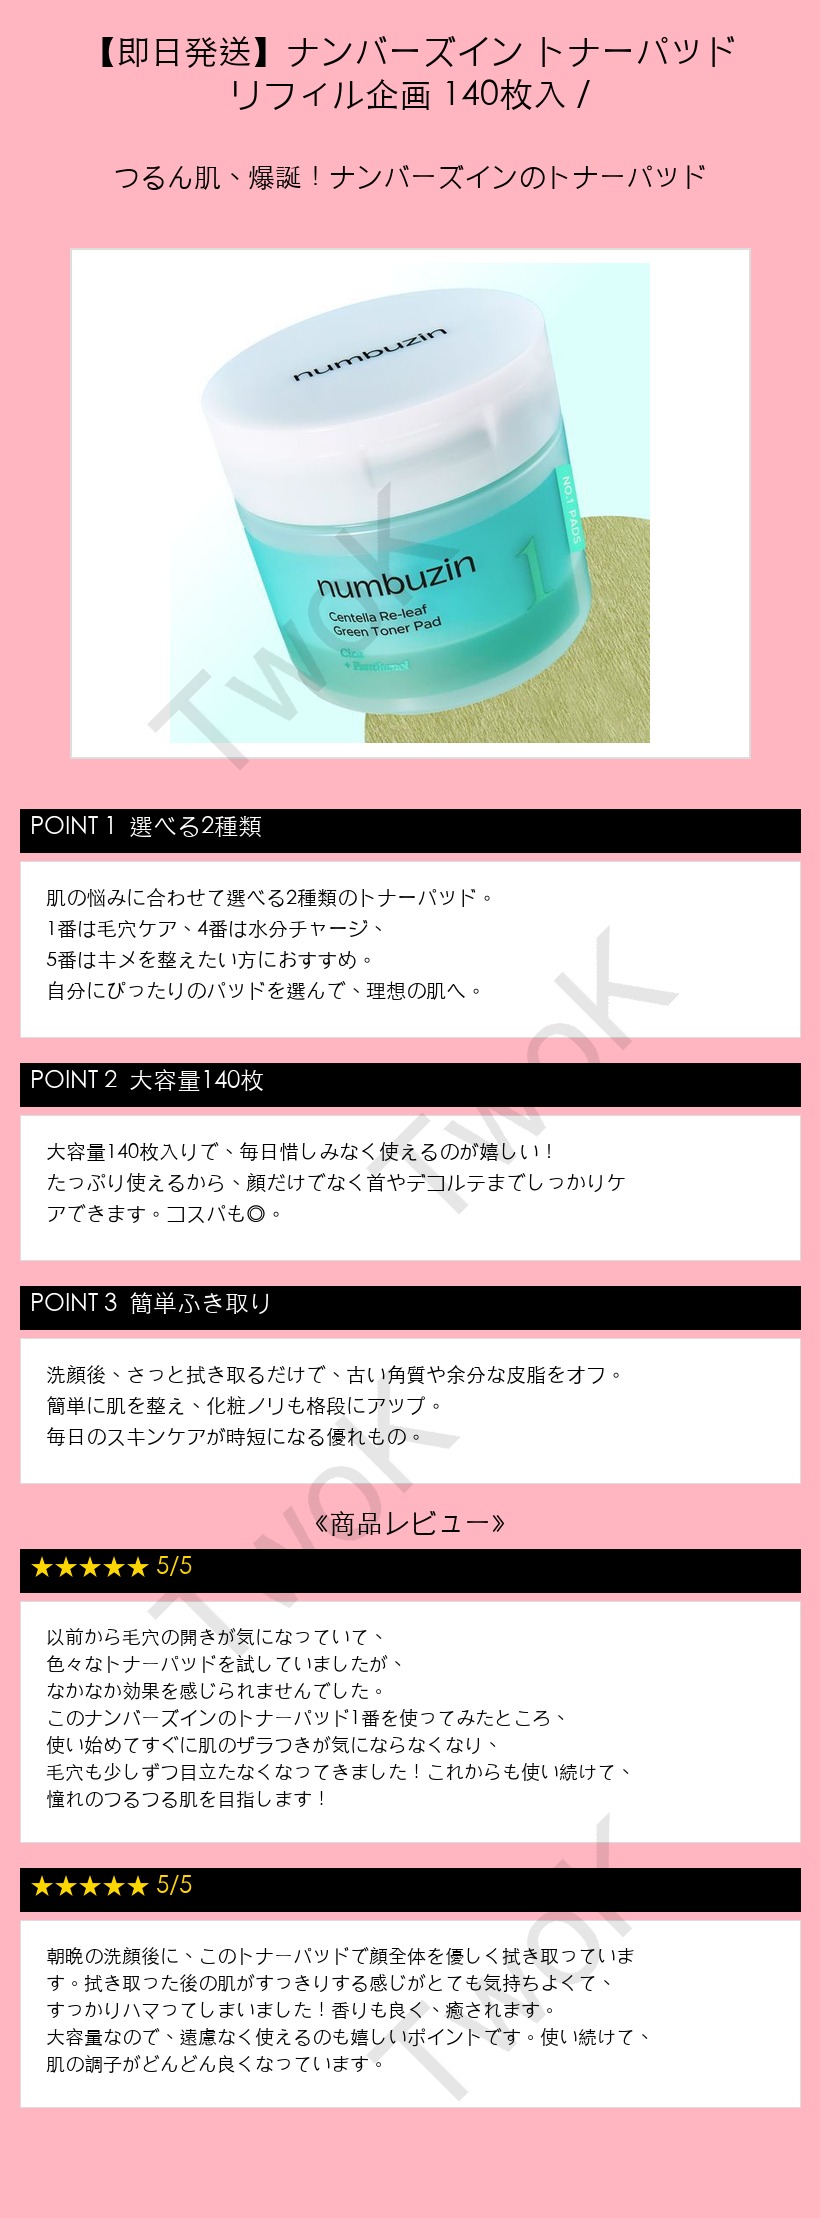 【即日発送】ナンバーズイン トナーパッド
リフィル企画 140枚入 /
つるん肌、爆誕！ナンバーズインのトナーパッド
numbuzin
NO.1 PADS
numbuzin
1
Centella Re-leaf
Green Toner Pad
Cica
+ Panthenol
POINT 1 選べる2種類
肌の悩みに合わせて選べる2種類のトナーパッド。
1番は毛穴ケア、4番は水分チャージ、
5番はキメを整えたい方におすすめ。
自分にぴったりのパッドを選んで、理想の肌へ。
POINT 2 大容量140枚
大容量140枚入りで、毎日惜しみなく使えるのが嬉しい！
たっぷり使えるから、顔だけでなく首やデコルテまでしっかりケ
アできます。コスパも◎。
POINT 3 簡単ふき取り
洗顔後、さっと拭き取るだけで、古い角質や余分な皮脂をオフ。
簡単に肌を整え、化粧ノリも格段にアップ。
毎日のスキンケアが時短になる優れもの。
《商品レビュー》
★★★★★ 5/5
以前から毛穴の開きが気になっていて、
色々なトナーパッドを試していましたが、
なかなか効果を感じられませんでした。
このナンバーズインのトナーパッド1番を使ってみたところ、
使い始めてすぐに肌のザラつきが気にならなくなり、
毛穴も少しずつ目立たなくなってきました！これからも使い続けて、
憧れのつるつる肌を目指します！
★★★★★ 5/5
朝晩の洗顔後に、このトナーパッドで顔全体を優しく拭き取っていま
す。拭き取った後の肌がすっきりする感じがとても気持ちよくて、
すっかりハマってしまいました！香りも良く、癒されます。
大容量なので、遠慮なく使えるのも嬉しいポイントです。使い続けて、
肌の調子がどんどん良くなっています。
TwoK
TwoK
TwoK
TwoK